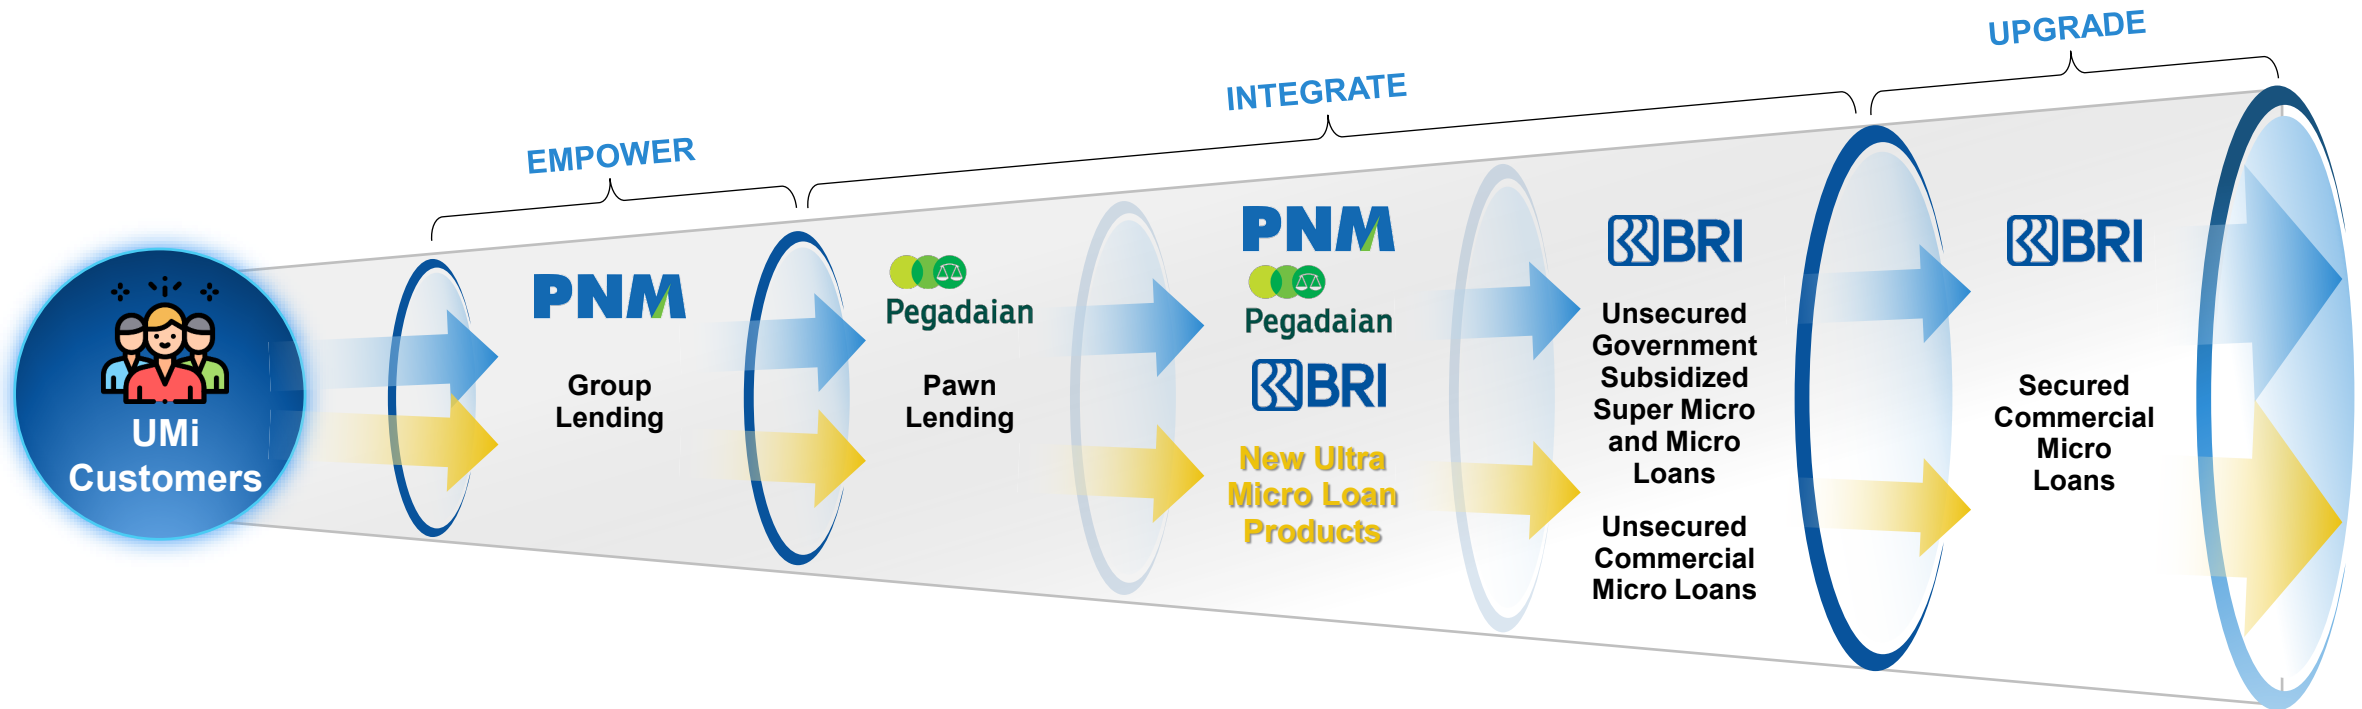 UPGRADE
INTEGRATE
EMPOWER
UMi
Customers
PNM
Group
Lending
Pegadaian
Pawn
Lending
PNM
Pegadaian
BRI
New Ultra
Micro Loan
Products
BRI
Unsecured
Government
Subsidized
Super Micro
and Micro
Loans
Unsecured
Commercial
Micro Loans
BRI
Secured
Commercial
Micro
Loans